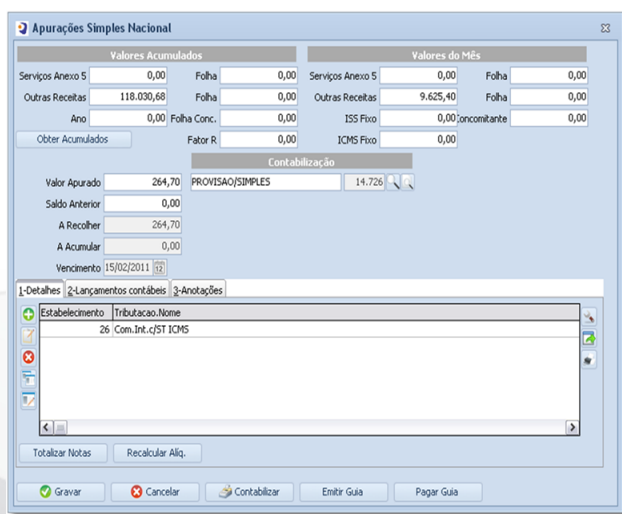 Apurações Simples Nacional
Valores Acumulados Valores do Mês
Serviços Anexo 5 0,00 Folha 0,00 Serviços Anexo 5 0,00 Folha 0,00
Outras Receitas 118.030,68 Folha 0,00 Outras Receitas 9.625,40 Folha 0,00
Ano 0,00 Folha Conc. 0,00 ISS Fixo 0,00 Concomitante 0,00
Obter Acumulados Fator R 0,00 ICMS Fixo 0,00
Contabilização
Valor Apurado 264,70 PROVISAO/SIMPLES 14.726
Saldo Anterior 0,00
A Recolher 264,70
A Acumular 0,00
Vencimento 15/02/2011 12
1-Detalhes 2-Lançamentos contábeis 3-Anotações
Estabelecimento Tributacao.Nome
26 Com.Int.c/ST ICMS
Totalizar Notas Recalcular Alíq.
Gravar Cancelar Contabilizar Emitir Guia Pagar Guia